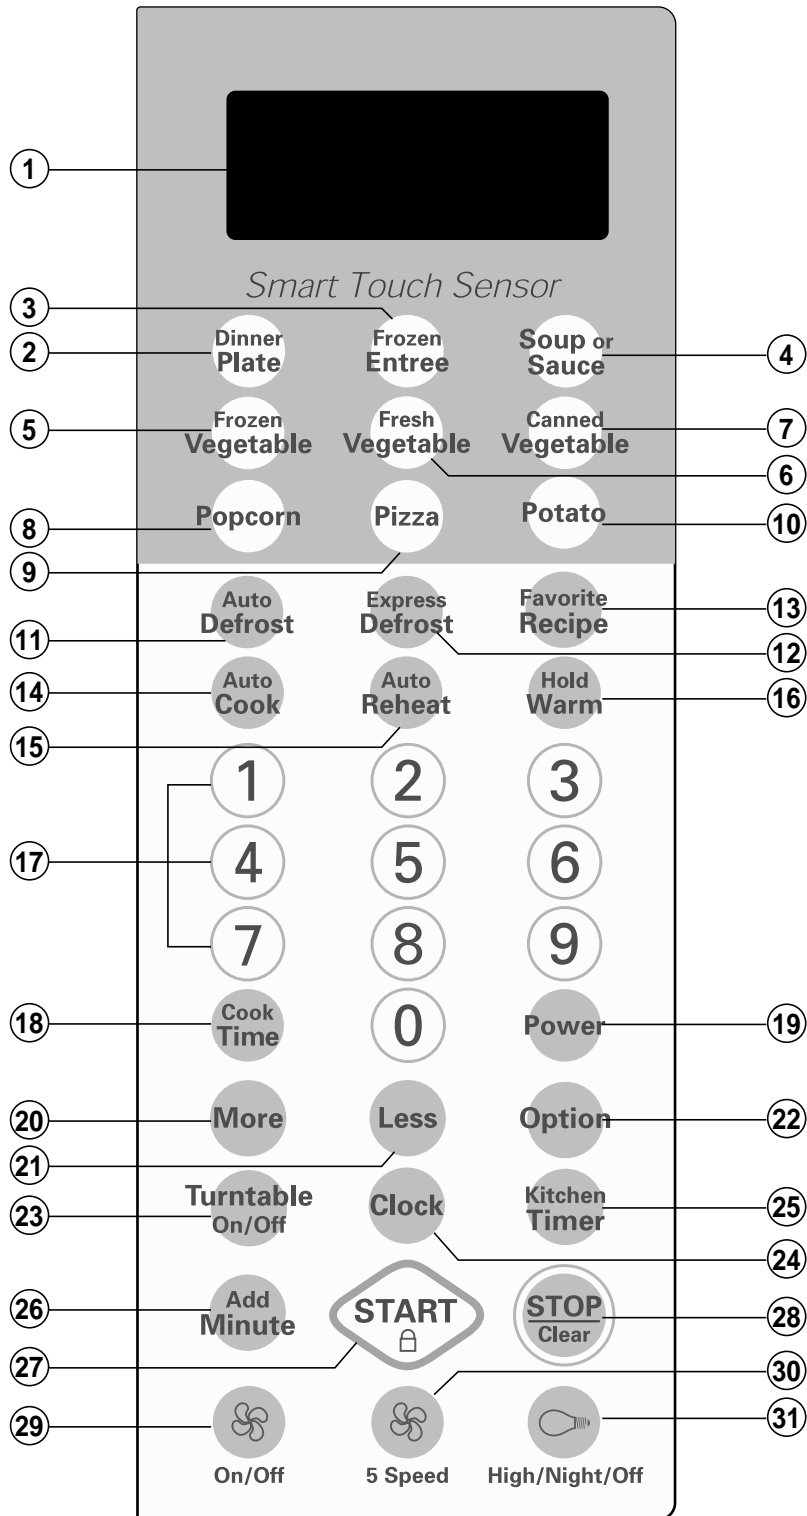 1
Smart Touch Sensor
3
2
Dinner
Plate
Frozen
Entree
Soup or
Sauce
4
5
Frozen
Vegetable
Fresh
Vegetable
Canned
Vegetable
7
6
8
Popcorn
Pizza
Potato
10
9
Auto
Defrost
Express
Defrost
Favorite
Recipe
13
11
12
14
Auto
Cook
Auto
Reheat
Hold
Warm
16
15
1 2 3
17
4 5 6
7 8 9
18
Cook
Time
0
Power
19
20
More
Less
Option
22
21
23
Turntable
On/Off
Clock
Kitchen
Timer
25
24
26
Add
Minute
START
STOP
Clear
28
27
30
29
31
On/Off
5 Speed
High/Night/Off